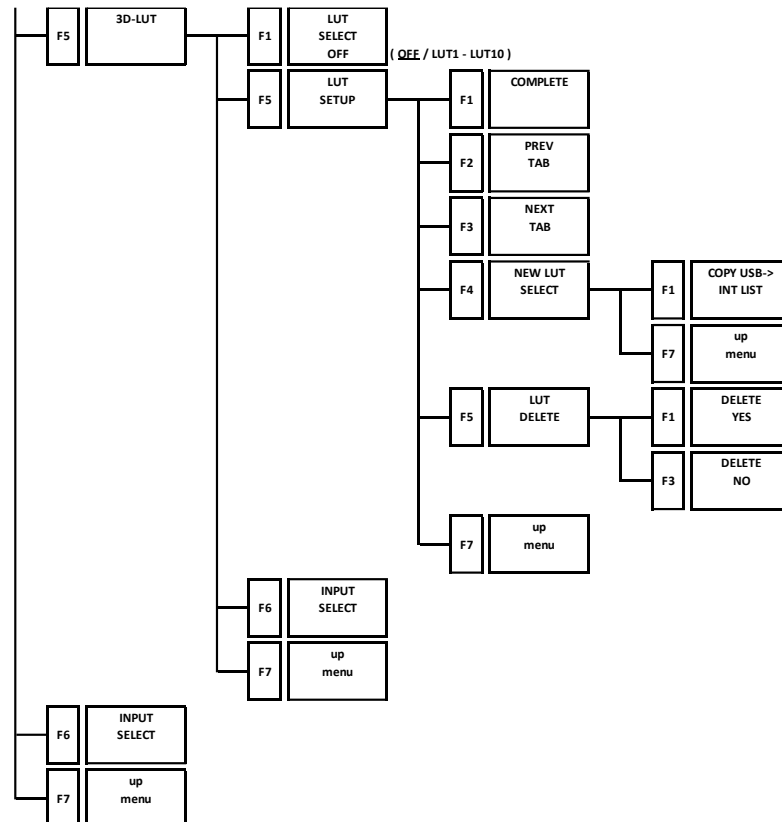 F5
3D-LUT
F1
LUT
SELECT
OFF
( OFF / LUT1 - LUT10 )
F5
LUT
SETUP
F1
COMPLETE
F2
PREV
TAB
F3
NEXT
TAB
F4
NEW LUT
SELECT
F1
COPY USB->
INT LIST
F7
up
menu
F5
LUT
DELETE
F1
DELETE
YES
F3
DELETE
NO
F7
up
menu
F6
INPUT
SELECT
F7
up
menu
F6
INPUT
SELECT
F7
up
menu